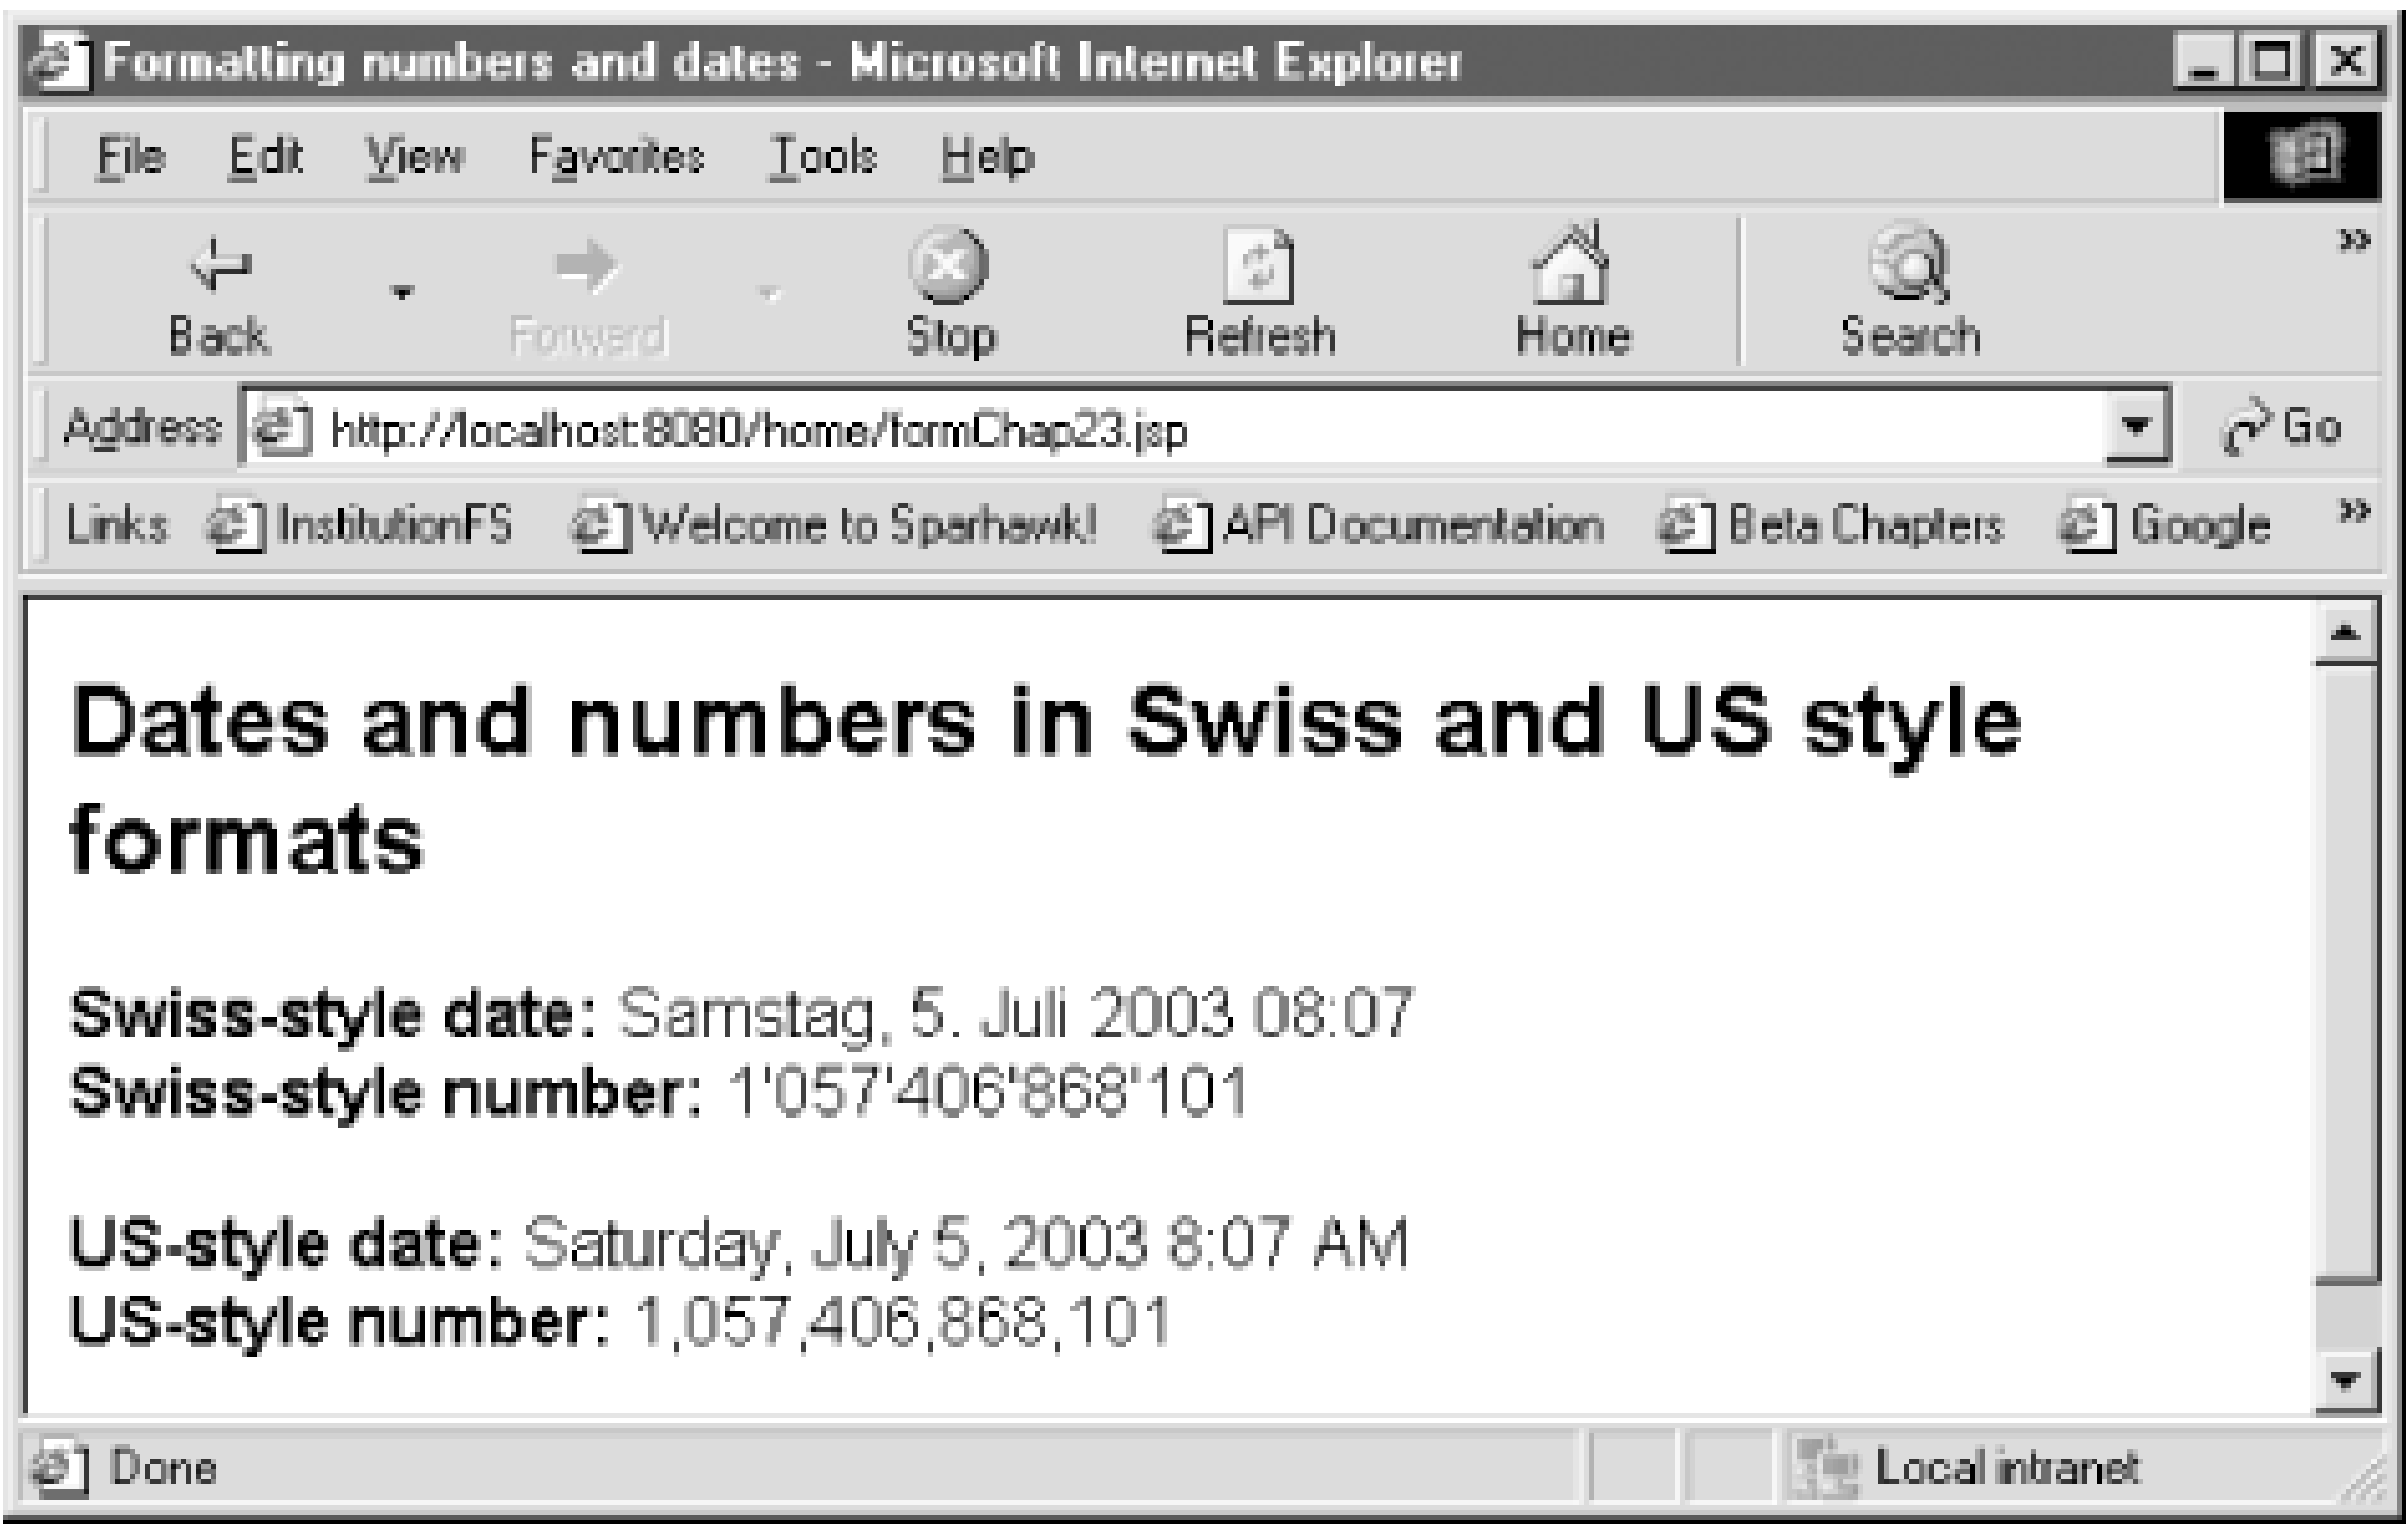 Formatting numbers and dates - Microsoft Internet Explorer
File Edit View Favorites Tools Help
»
Back Forward Stop Refresh Home Search
Address http://localhost:8080/home/formChap23.jsp Go
Links InstitutionFS Welcome to Sparhawk! API Documentation Beta Chapters Google »
Dates and numbers in Swiss and US style
formats
Swiss-style date: Samstag, 5. Juli 2003 08:07
Swiss-style number: 1'057'406'868'101
US-style date: Saturday, July 5, 2003 8:07 AM
US-style number: 1,057,406,868,101
Done Local intranet